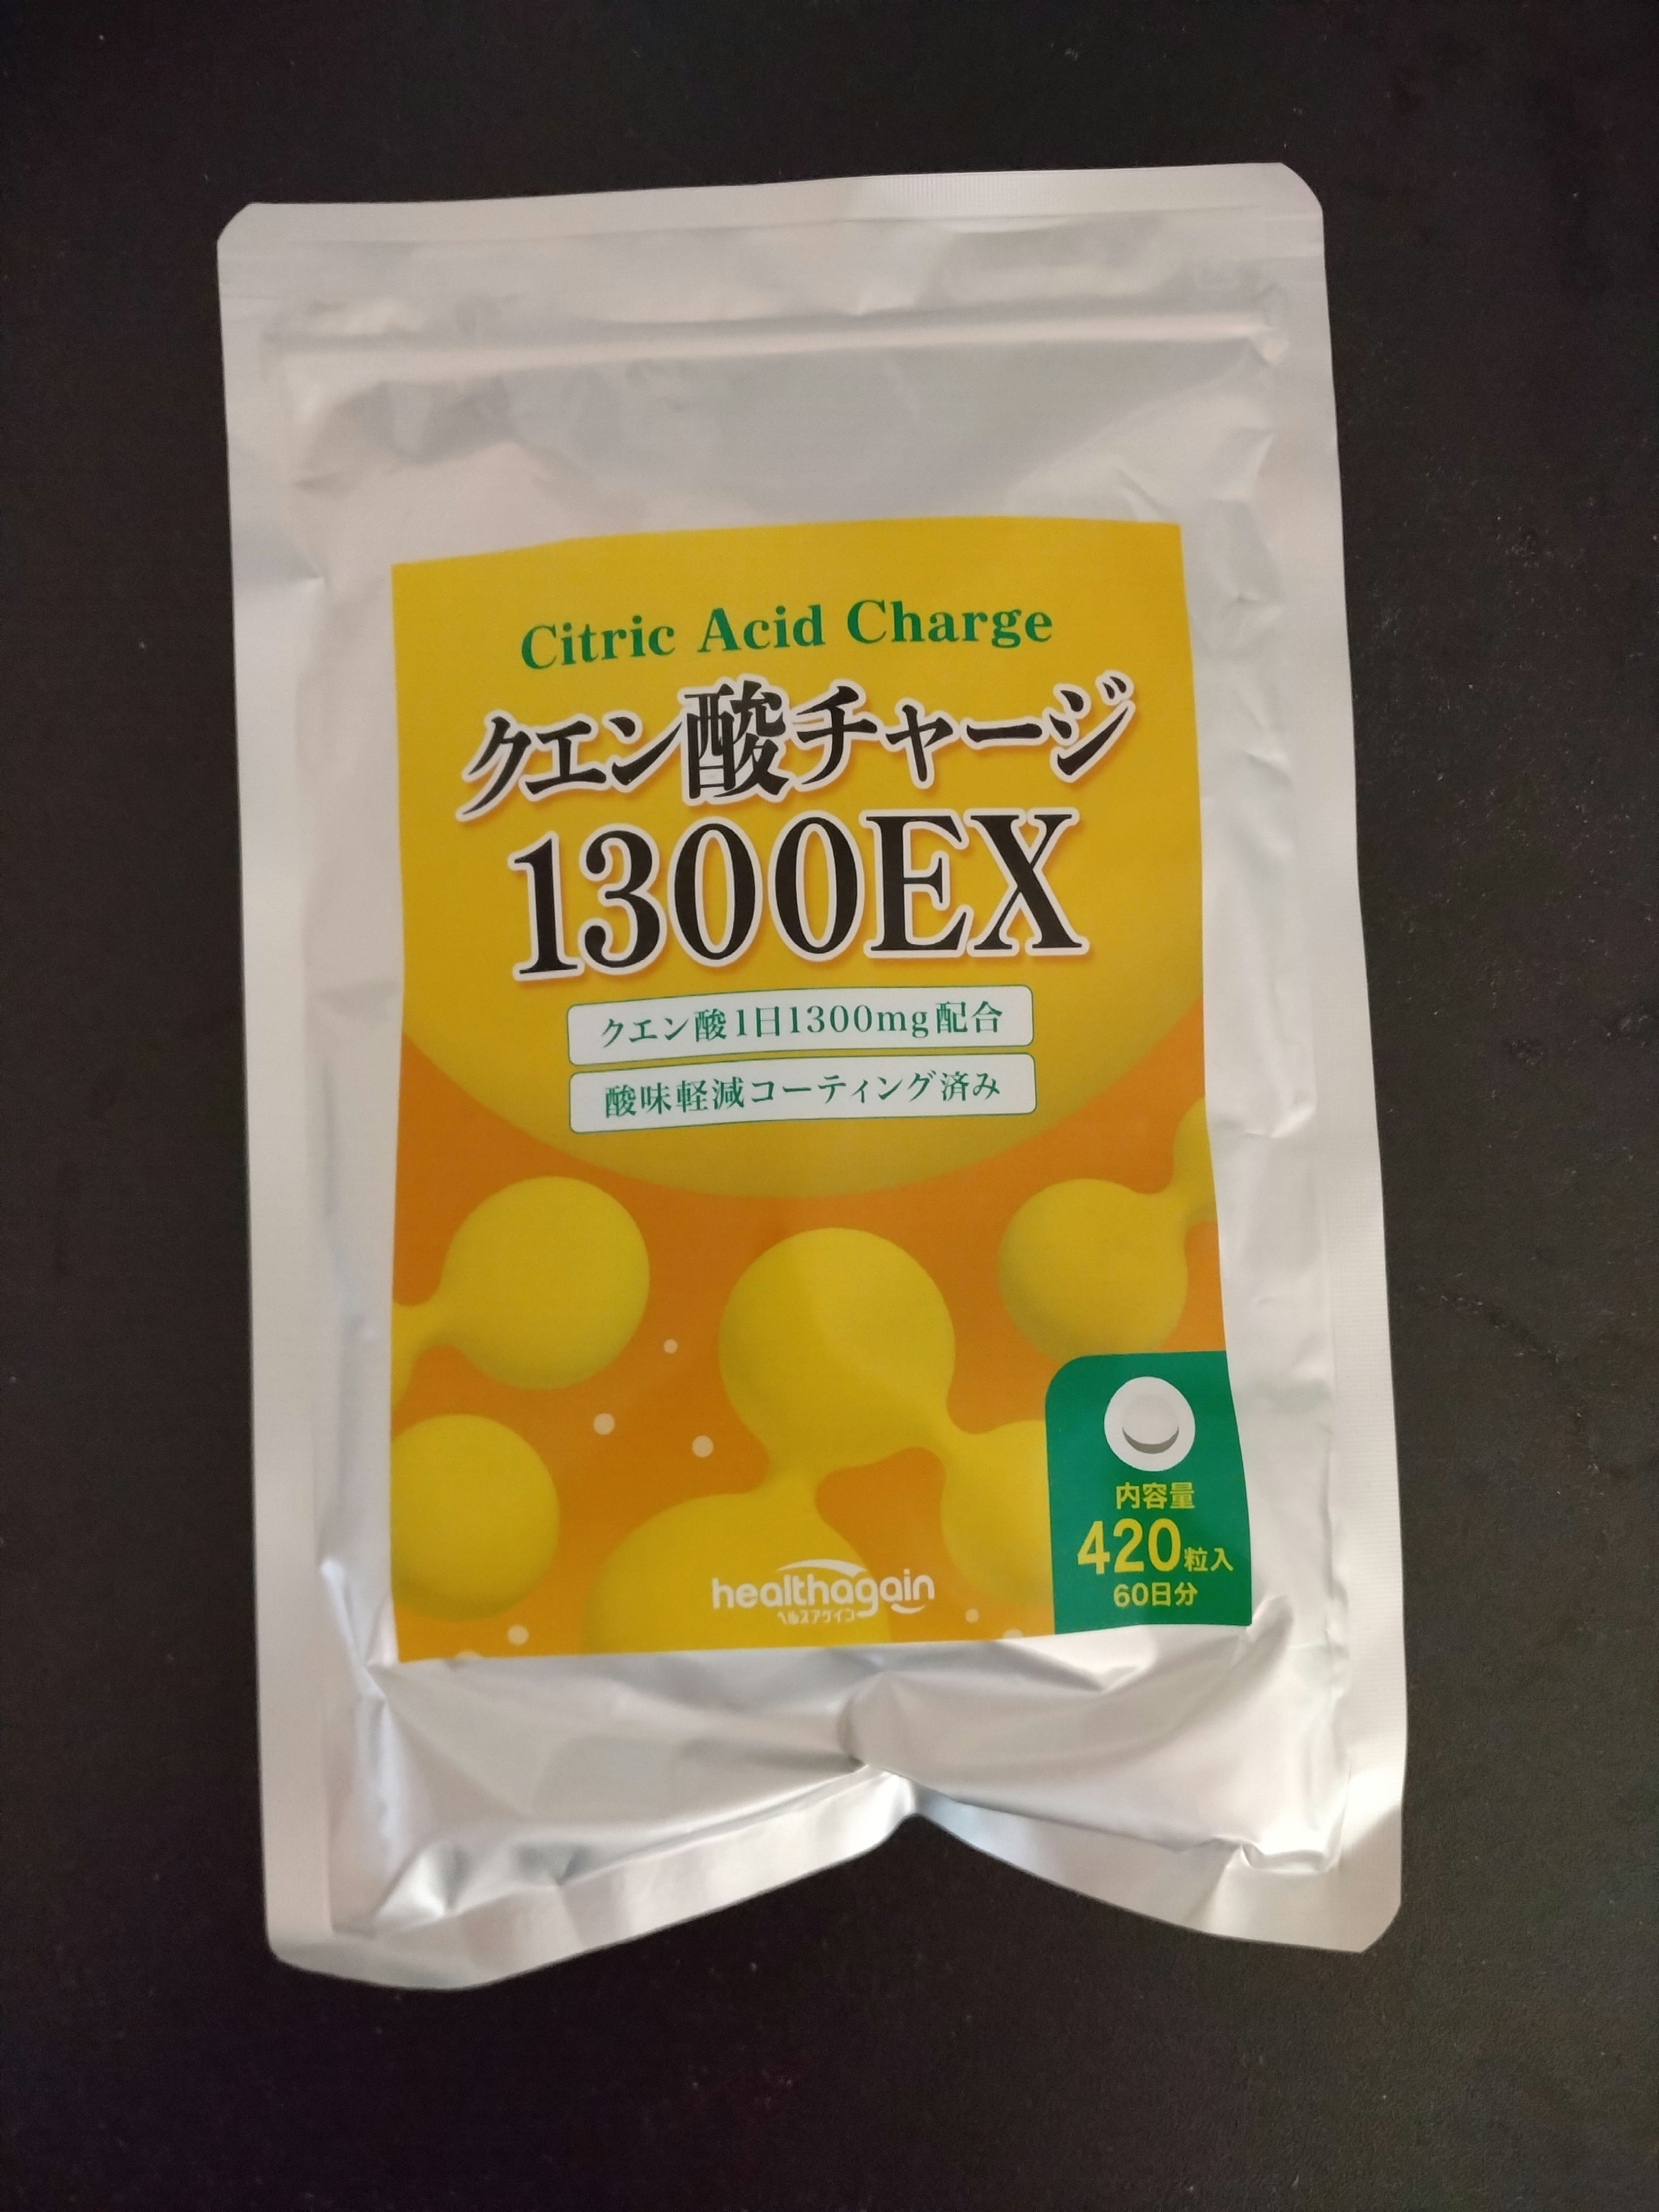 Citric Acid Charge
クエン酸チャージ
1300EX
クエン酸1日1300mg配合
酸味軽減コーティング済み
内容量
420粒入
60日分
healthagain
ヘルスアゲイン